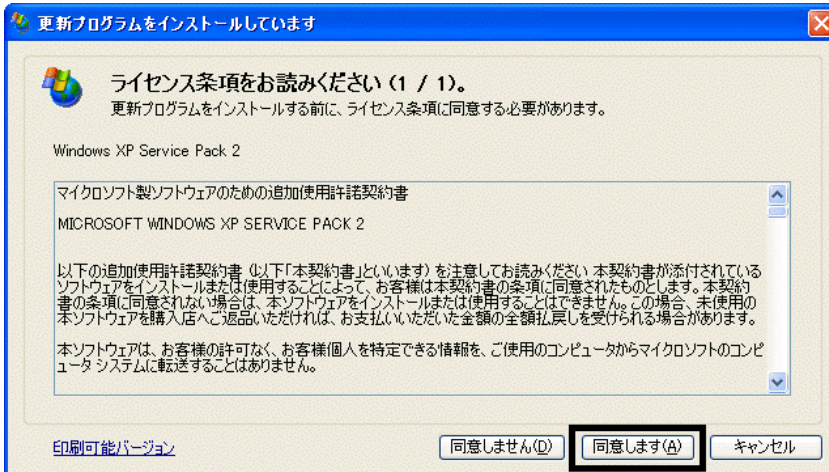 更新プログラムをインストールしています
ライセンス条項をお読みください (1 / 1)。
更新プログラムをインストールする前に、ライセンス条項に同意する必要があります。
Windows XP Service Pack 2
マイクロソフト製ソフトウェアのための追加使用許諾契約書
MICROSOFT WINDOWS XP SERVICE PACK 2
以下の追加使用許諾契約書 (以下「本契約書」といいます) を注意してお読みください 本契約書が添付されている
ソフトウェアをインストールまたは使用することによって、お客様は本契約書の条項に同意されたものとします。本契約
書の条項に同意されない場合は、本ソフトウェアをインストールまたは使用することはできません。この場合、未使用の
本ソフトウェアを購入店へご返品いただければ、お支払いいただいた金額の全額払戻しを受けられる場合があります。
本ソフトウェアは、お客様の許可なく、お客様個人を特定できる情報を、ご使用のコンピュータからマイクロソフトのコンピ
ュータ システムに転送することはありません。
印刷可能バージョン
同意しません(D)
同意します(A)
キャンセル